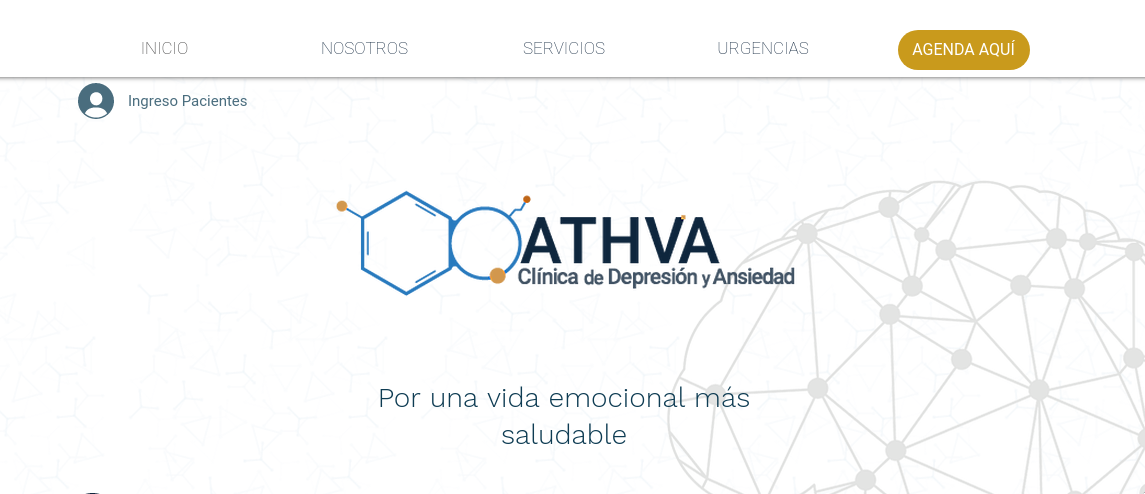 INICIO NOSOTROS SERVICIOS URGENCIAS AGENDA AQUÍ
Ingreso Pacientes
ATHVA
Clínica de Depresión y Ansiedad
Por una vida emocional más
saludable